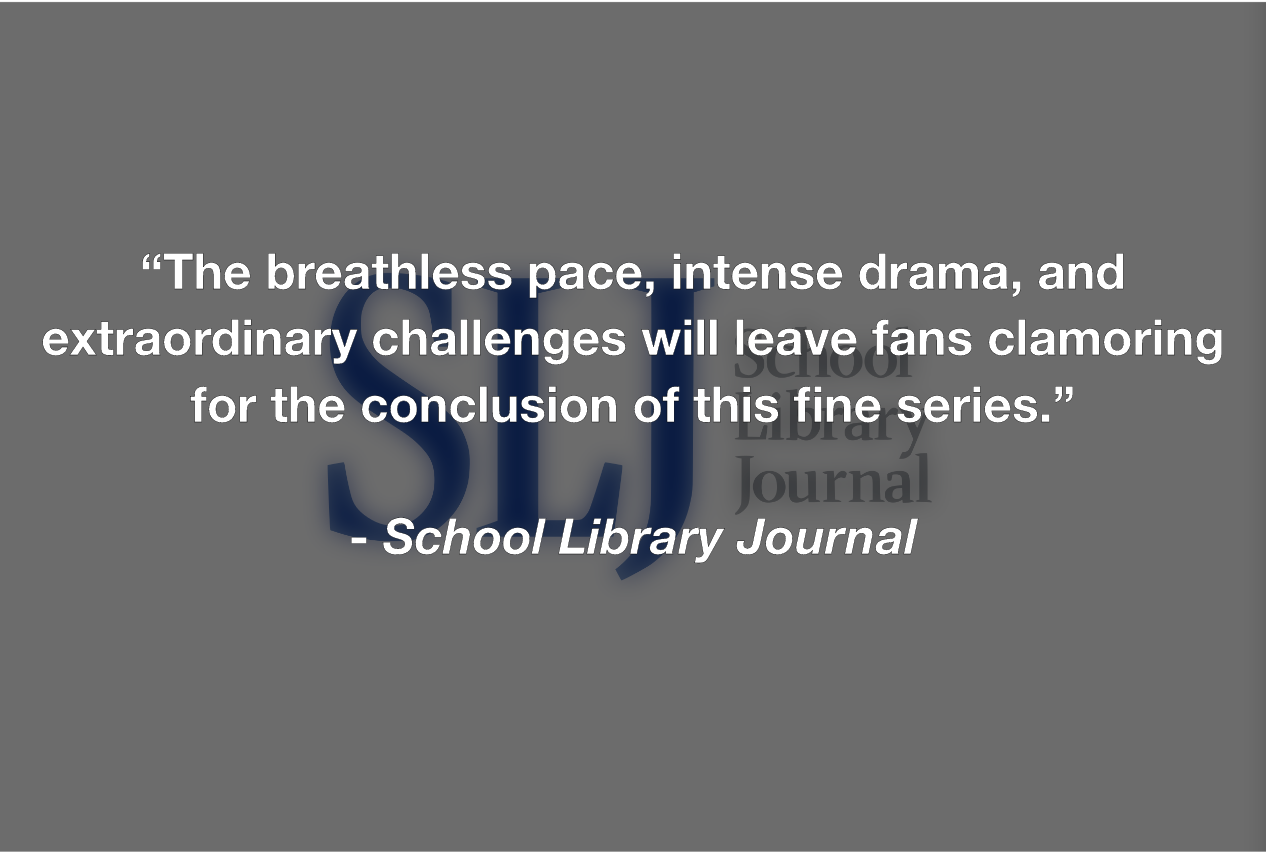 “The breathless pace, intense drama, and
extraordinary challenges will leave fans clamoring
for the conclusion of this fine series.”
- School Library Journal
SLJ
School
Library
Journal